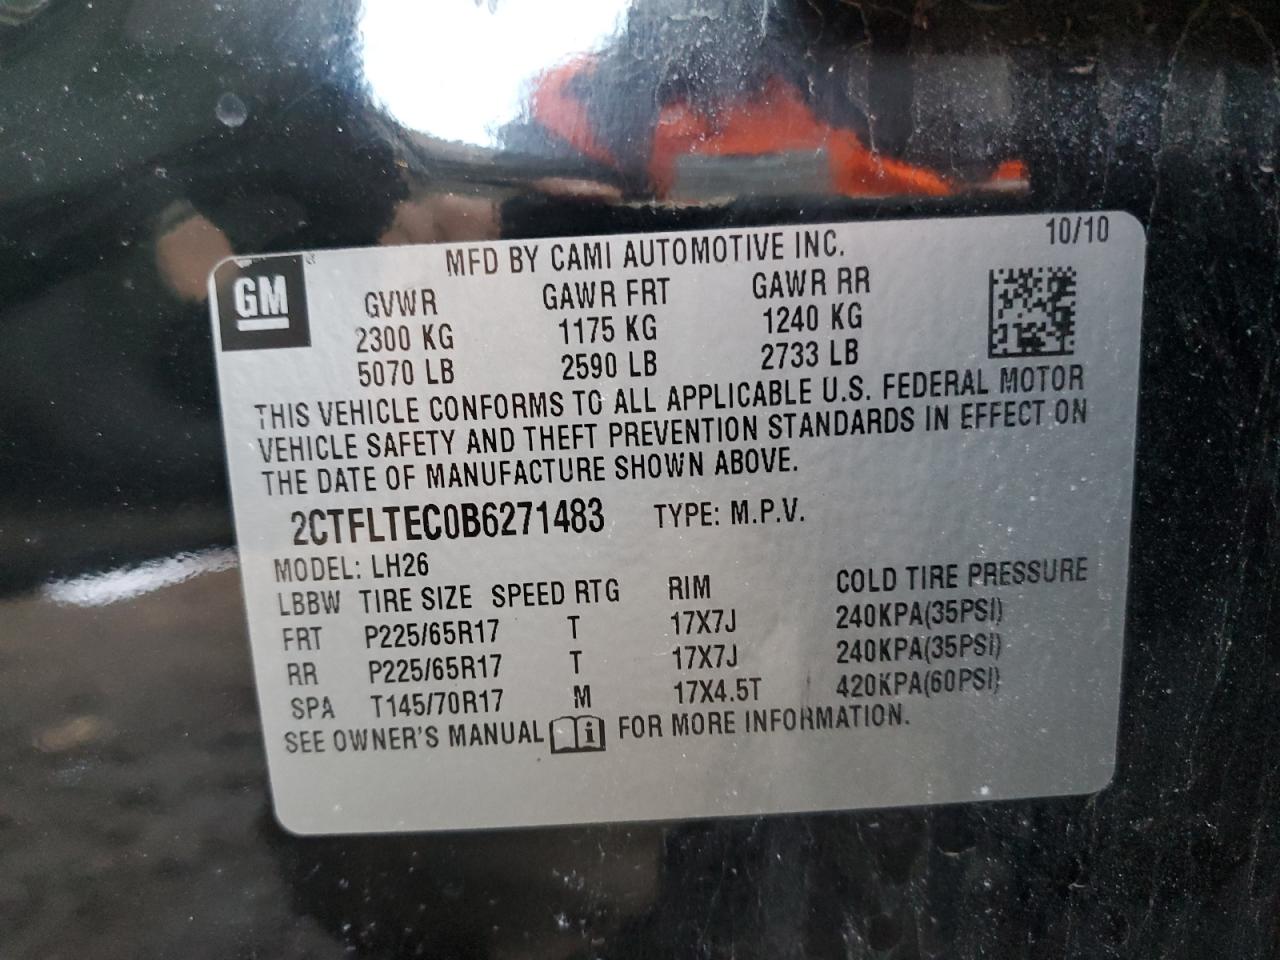 10/10
MFD BY CAMI AUTOMOTIVE INC.
GM
GVWR GAWR FRT GAWR RR
2300 KG 1175 KG 1240 KG
5070 LB 2590 LB 2733 LB
THIS VEHICLE CONFORMS TO ALL APPLICABLE U.S. FEDERAL MOTOR
VEHICLE SAFETY AND THEFT PREVENTION STANDARDS IN EFFECT ON
THE DATE OF MANUFACTURE SHOWN ABOVE.
2CTFLTEC0B6271483 TYPE: M.P.V.
MODEL: LH26
LBBW TIRE SIZE SPEED RTG RIM COLD TIRE PRESSURE
FRT P225/65R17 T 17X7J 240KPA(35PSI)
RR P225/65R17 T 17X7J 240KPA(35PSI)
SPA T145/70R17 M 17X4.5T 420KPA(60PSI)
SEE OWNER'S MANUAL i FOR MORE INFORMATION.